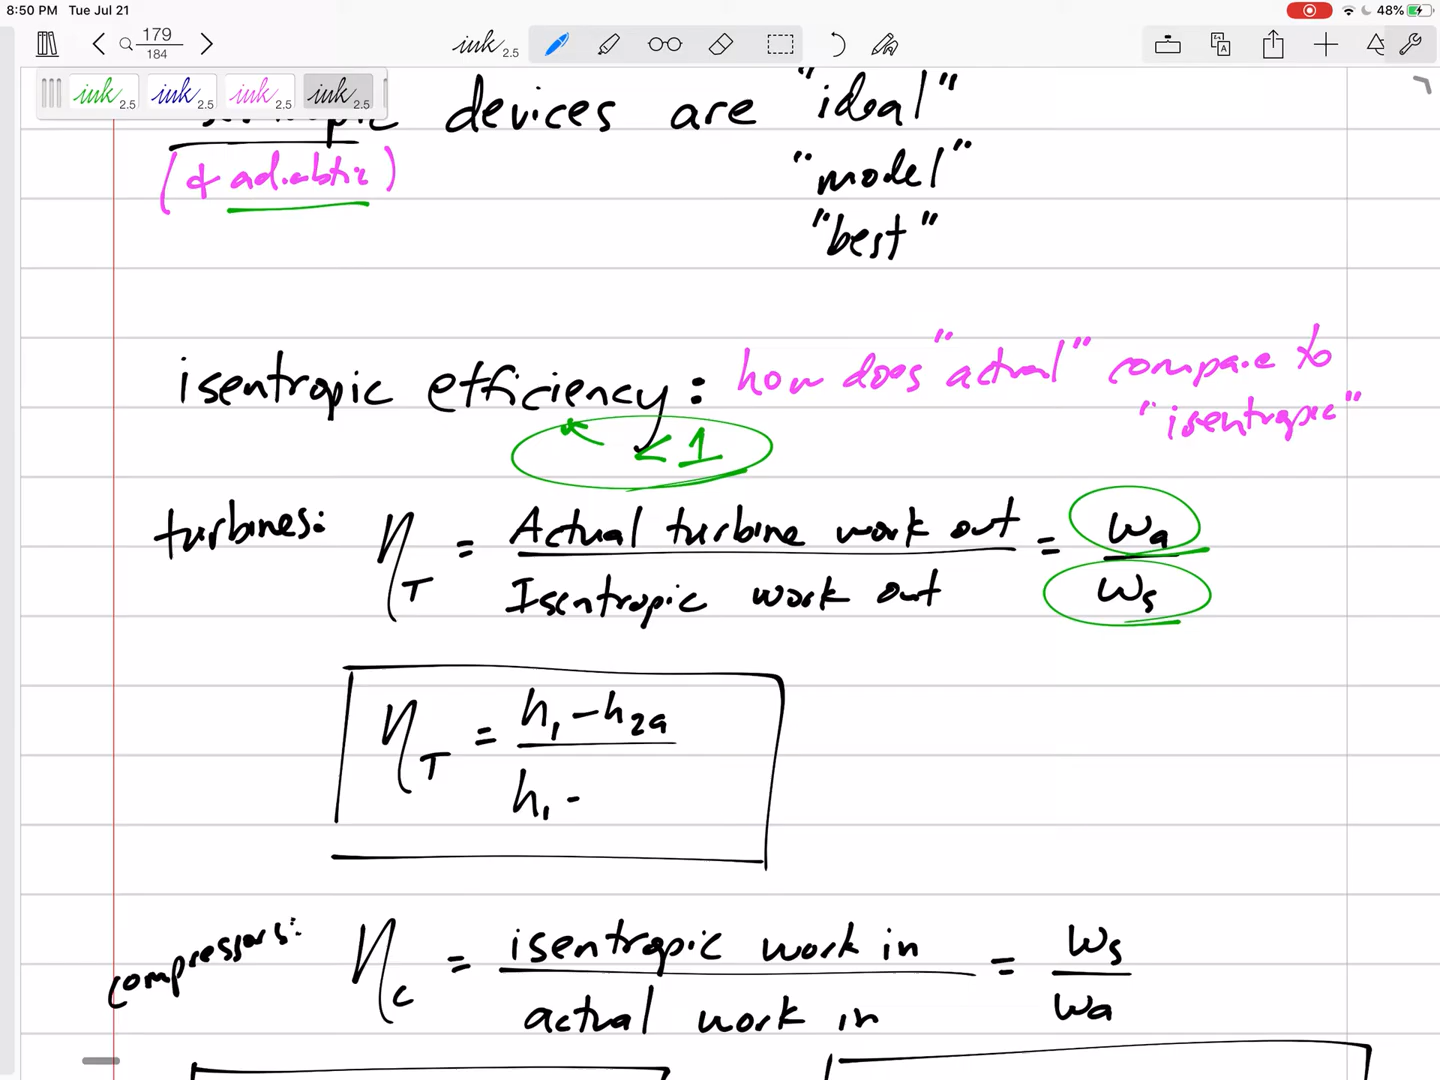 8:50 PM Tue Jul 21
48%
179
184
ink 2.5
ink 2.5 ink 2.5 ink 2.5 ink 2.5
devices are "ideal"
(& adiabtic)
"model"
"best"
isentropic efficiency: how does "actual" compare to
"isentropic"
< 1
turbines: η_T = Actual turbine work out / Isentropic work out = w_a / w_s
η_T = h_1 - h_2a / h_1 -
compressors: η_c = isentropic work in / actual work in = w_s / w_a